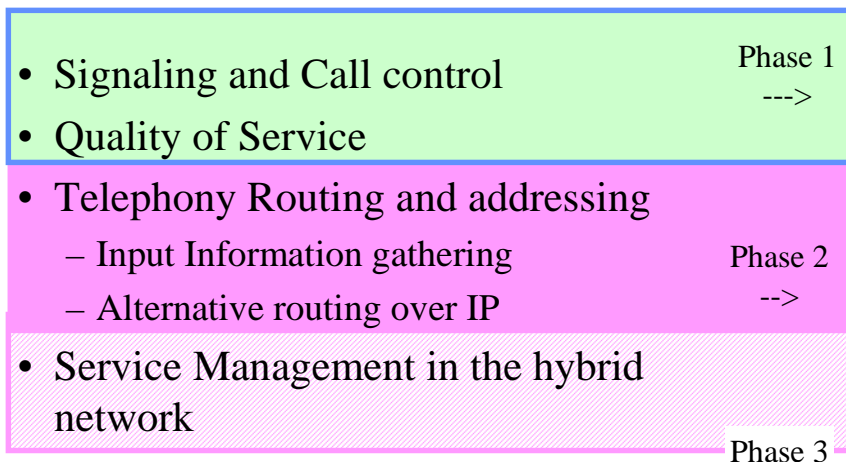 • Signaling and Call control
Phase 1
--->
• Quality of Service
• Telephony Routing and addressing
– Input Information gathering
Phase 2
– Alternative routing over IP
-->
• Service Management in the hybrid
network
Phase 3